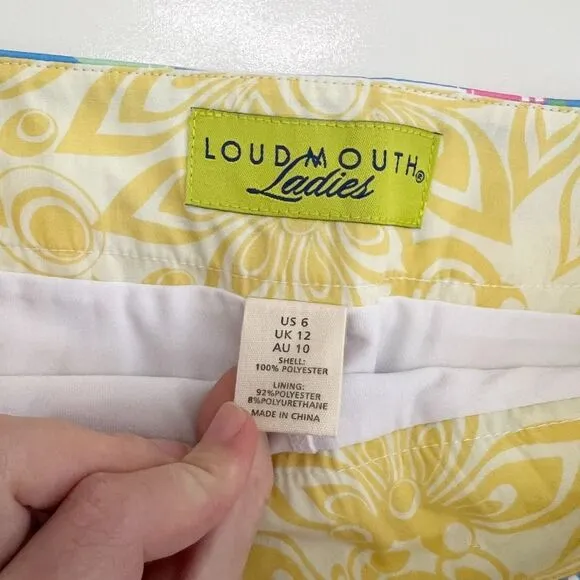 LOUDMOUTH®
Ladies
US 6
UK 12
AU 10
SHELL:
100% POLYESTER
LINING:
92%POLYESTER
8%POLYURETHANE
MADE IN CHINA